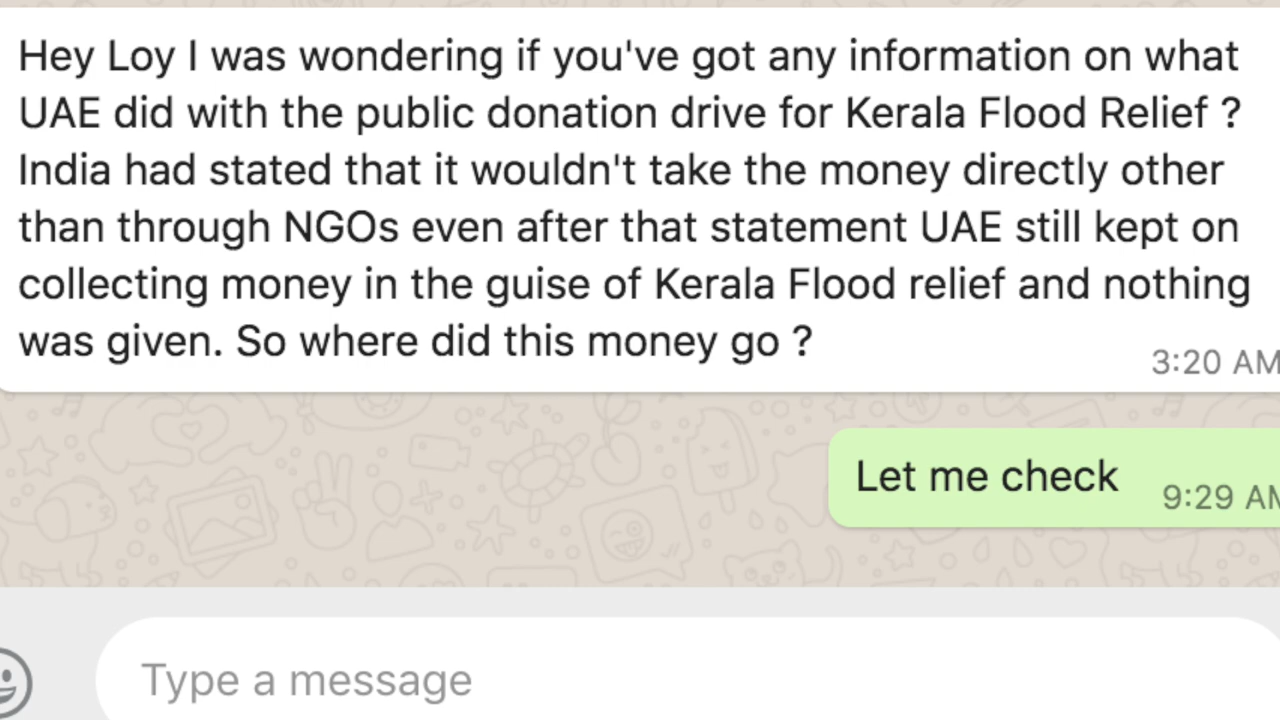 Hey Loy I was wondering if you've got any information on what
UAE did with the public donation drive for Kerala Flood Relief ?
India had stated that it wouldn't take the money directly other
than through NGOs even after that statement UAE still kept on
collecting money in the guise of Kerala Flood relief and nothing
was given. So where did this money go ?
3:20 AM
Let me check
9:29 AM
Type a message